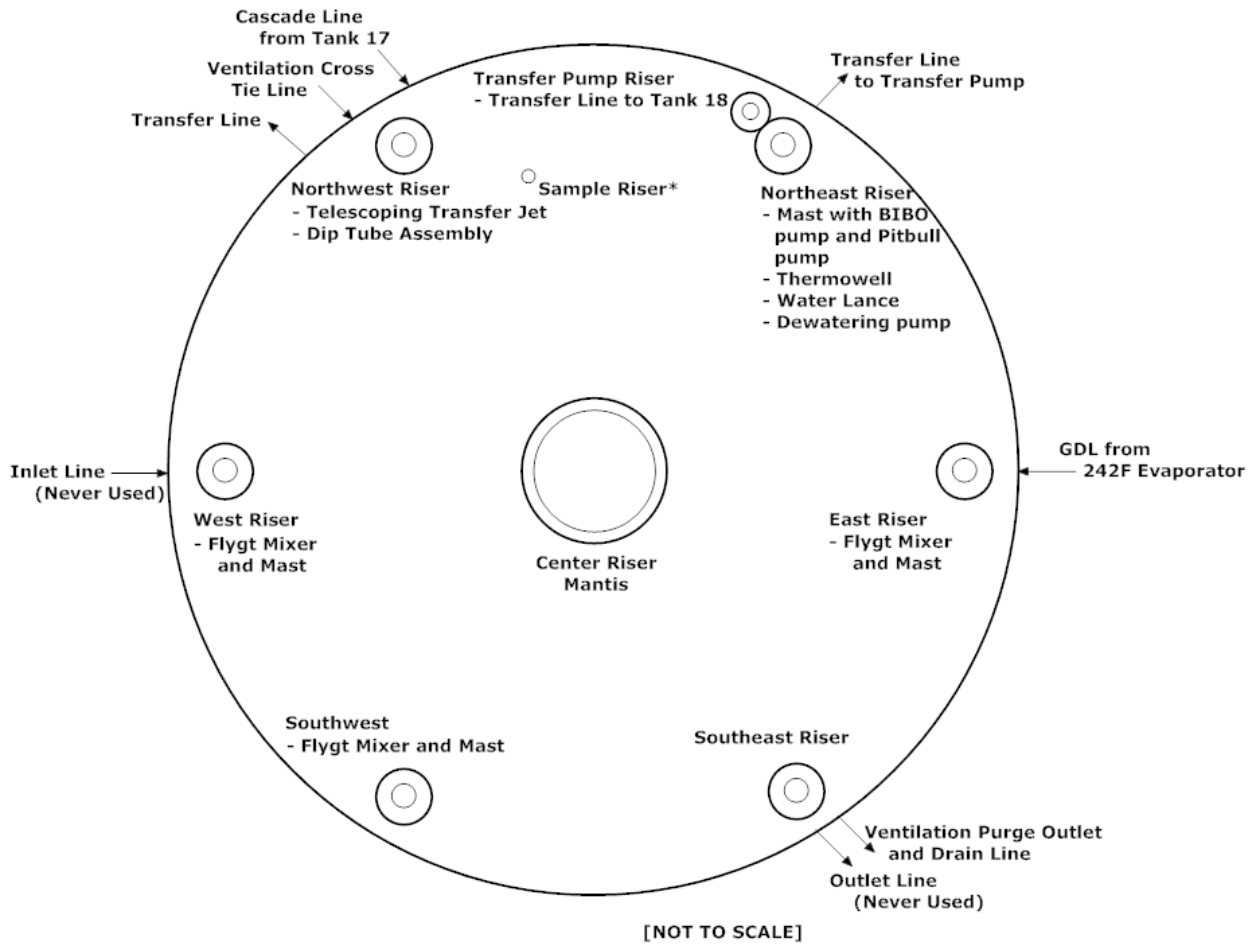 Cascade Line
from Tank 17
Ventilation Cross
Tie Line
Transfer Line
Transfer Pump Riser
- Transfer Line to Tank 18
Transfer Line
to Transfer Pump
Northwest Riser
- Telescoping Transfer Jet
- Dip Tube Assembly
Sample Riser*
Northeast Riser
- Mast with BIBO
pump and Pitbull
pump
- Thermowell
- Water Lance
- Dewatering pump
Inlet Line
(Never Used)
West Riser
- Flygt Mixer
and Mast
Center Riser
Mantis
East Riser
- Flygt Mixer
and Mast
GDL from
242F Evaporator
Southwest
- Flygt Mixer and Mast
Southeast Riser
Ventilation Purge Outlet
and Drain Line
Outlet Line
(Never Used)
[NOT TO SCALE]